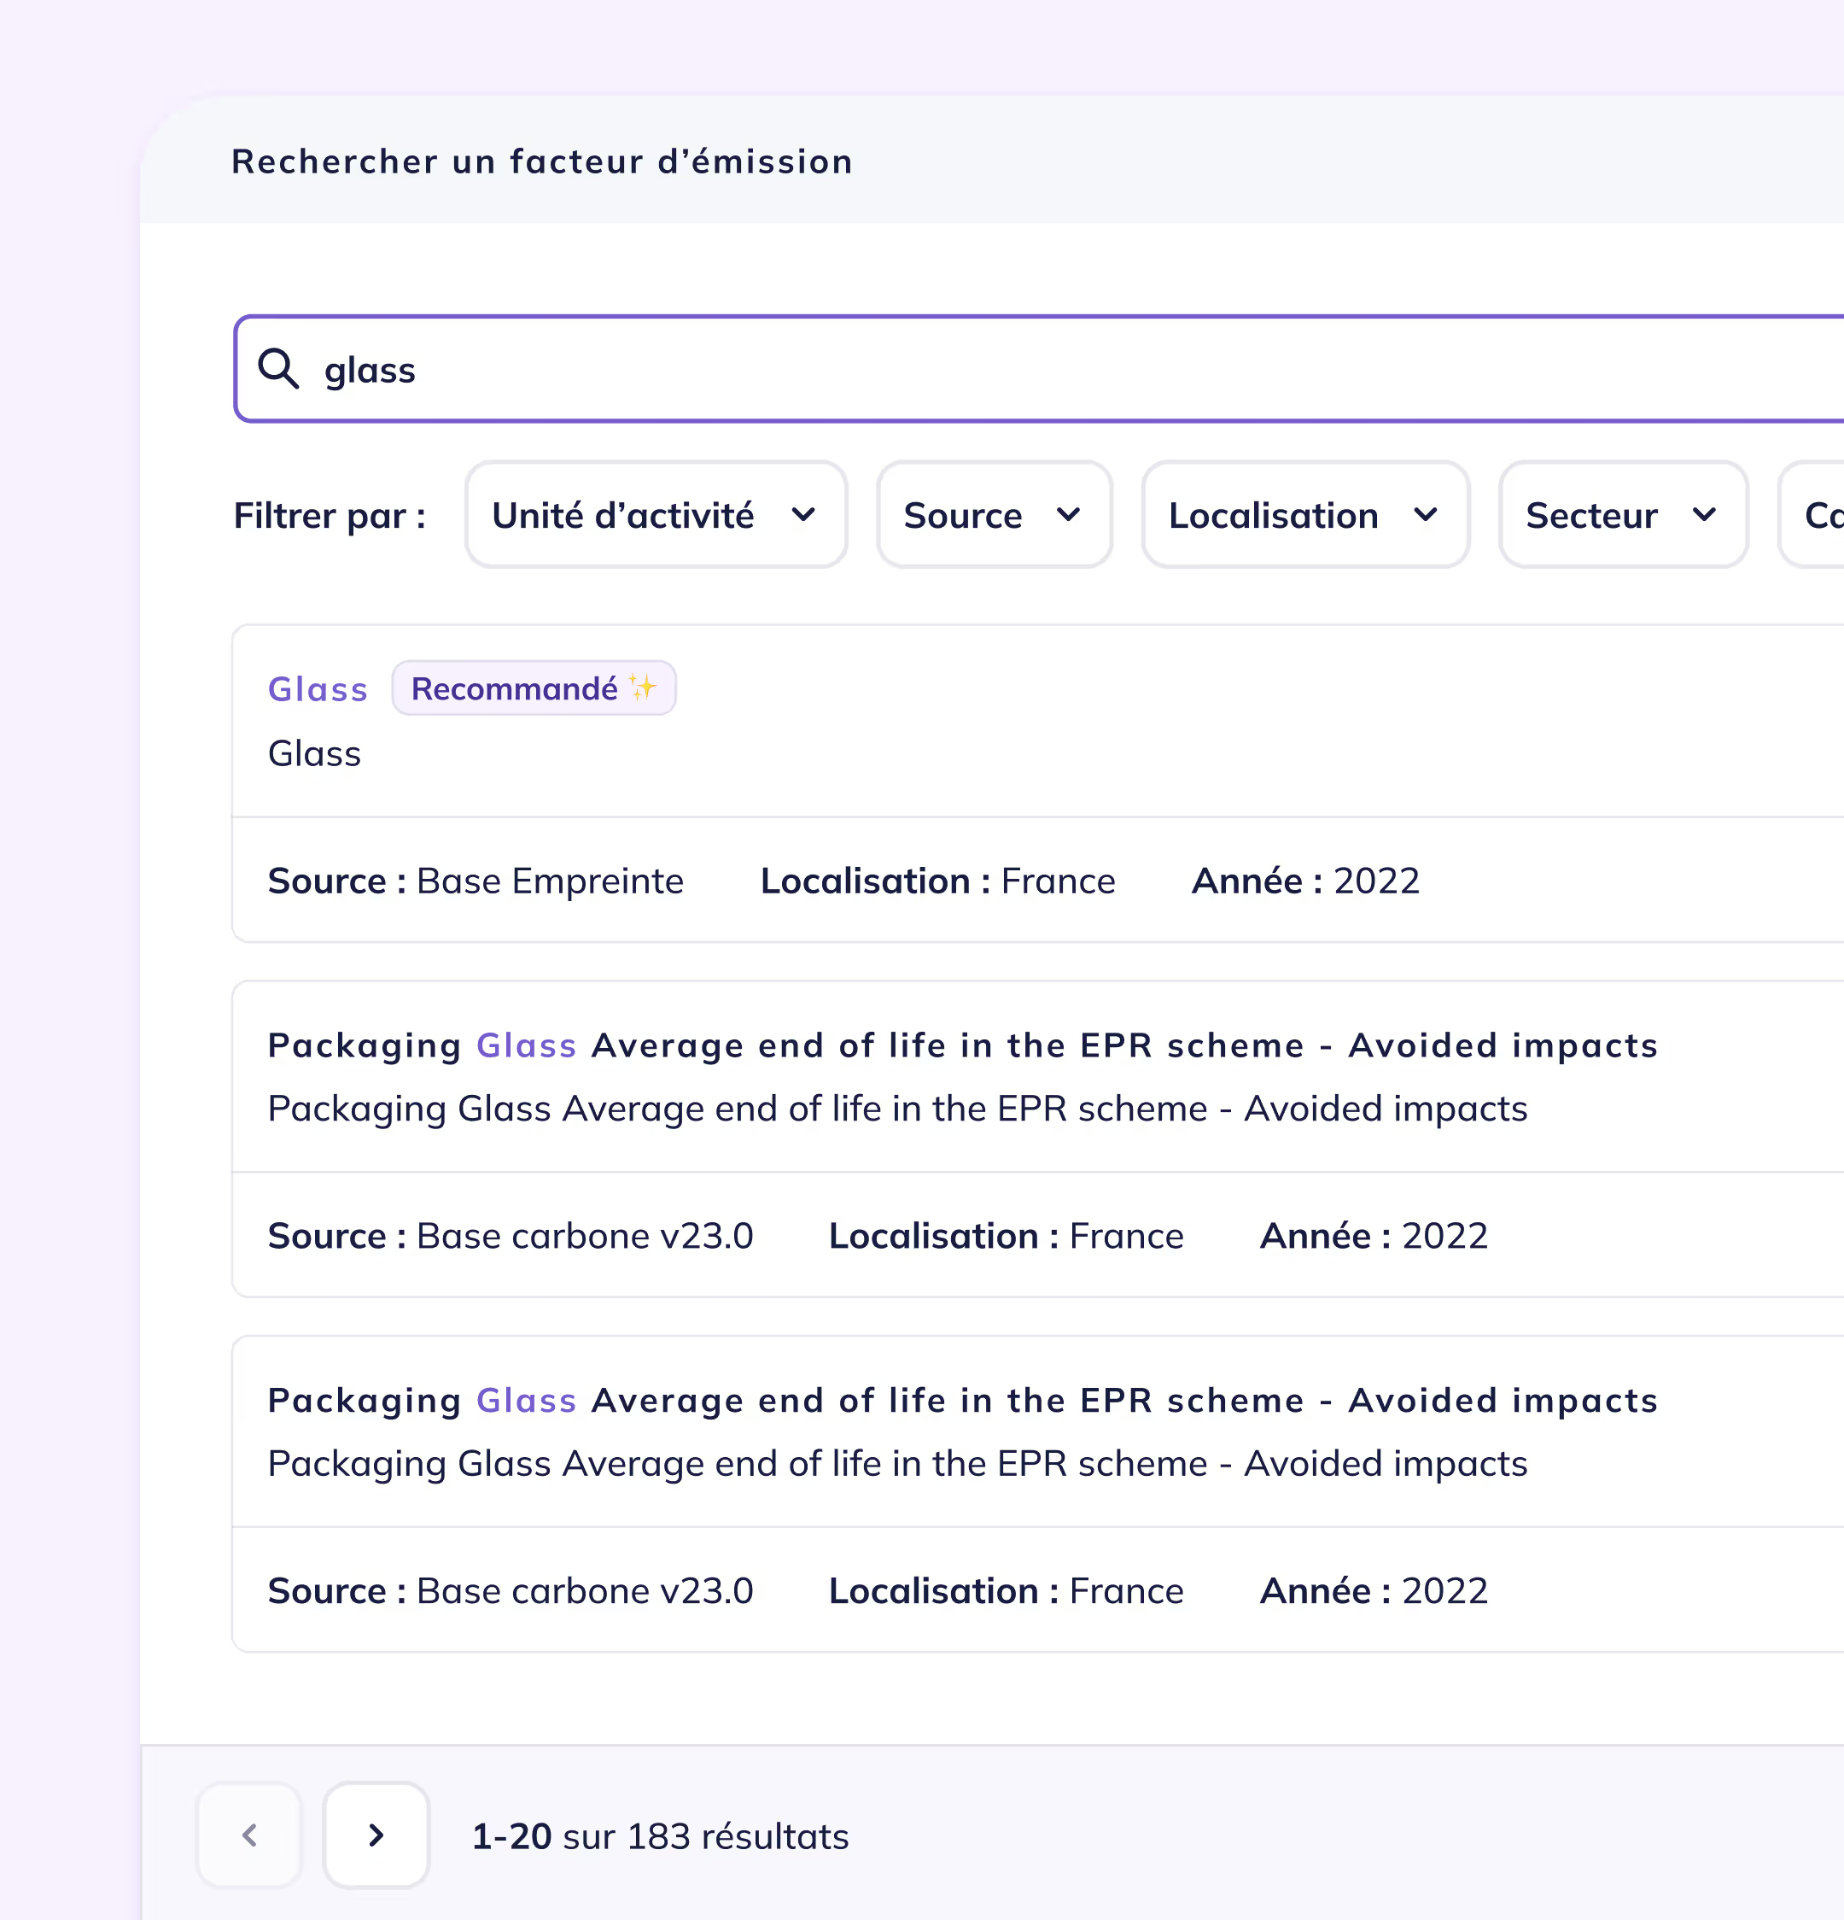 Rechercher un facteur d’émission
glass
Filtrer par : Unité d’activité Source Localisation Secteur
Glass Recommandé
Glass
Source : Base Empreinte Localisation : France Année : 2022
Packaging Glass Average end of life in the EPR scheme - Avoided impacts
Packaging Glass Average end of life in the EPR scheme - Avoided impacts
Source : Base carbone v23.0 Localisation : France Année : 2022
Packaging Glass Average end of life in the EPR scheme - Avoided impacts
Packaging Glass Average end of life in the EPR scheme - Avoided impacts
Source : Base carbone v23.0 Localisation : France Année : 2022
1-20 sur 183 résultats